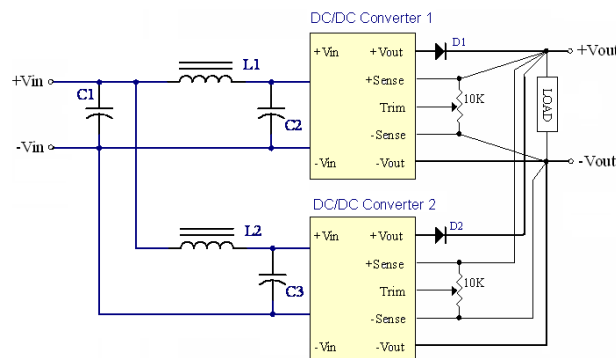 DC/DC Converter 1
+Vin
+Vout
D1
+Vout
+Vin
L1
C1
+Sense
C2
Trim
10K
LOAD
-Sense
-Vin
-Vin
-Vout
-Vout
DC/DC Converter 2
L2
+Vin
+Vout
D2
+Sense
C3
Trim
10K
-Sense
-Vin
-Vout